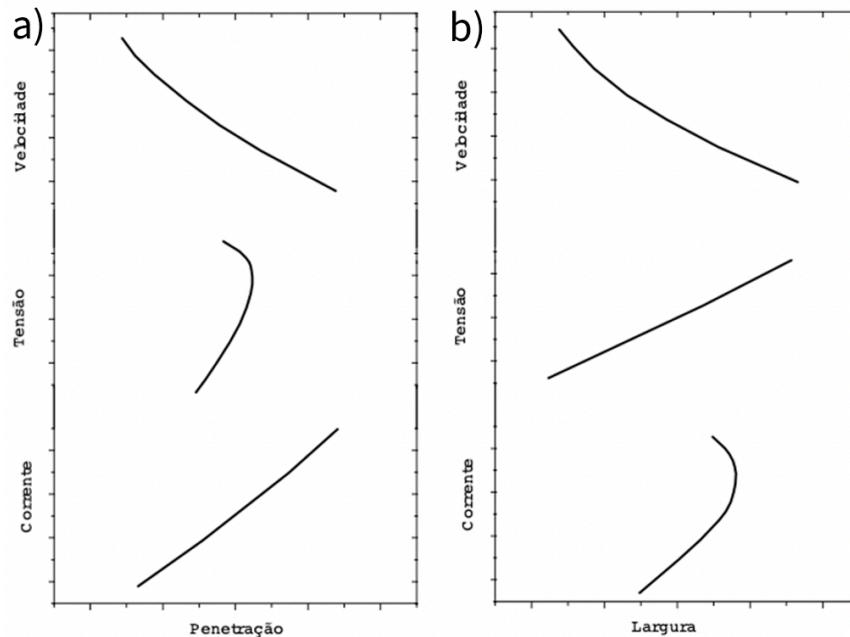 a)
Velocidade
Tensão
Corrente
Penetração
b)
Velocidade
Tensão
Corrente
Largura